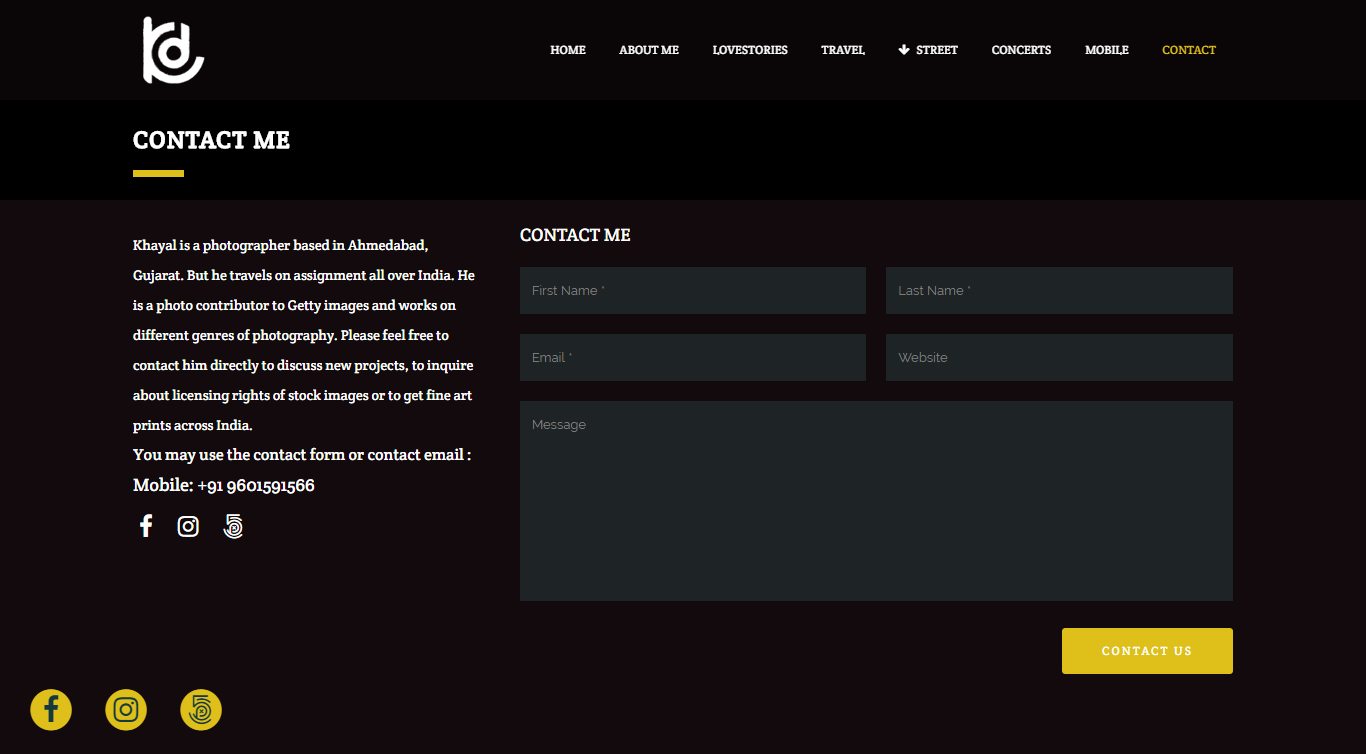 HOME ABOUT ME LOVESTORIES TRAVEL STREET CONCERTS MOBILE CONTACT
CONTACT ME
Khayal is a photographer based in Ahmedabad,
Gujarat. But he travels on assignment all over India. He
is a photo contributor to Getty images and works on
different genres of photography. Please feel free to
contact him directly to discuss new projects, to inquire
about licensing rights of stock images or to get fine art
prints across India.
You may use the contact form or contact email :
Mobile: +91 9601591566
CONTACT ME
First Name *
Last Name *
Email *
Website
Message
CONTACT US